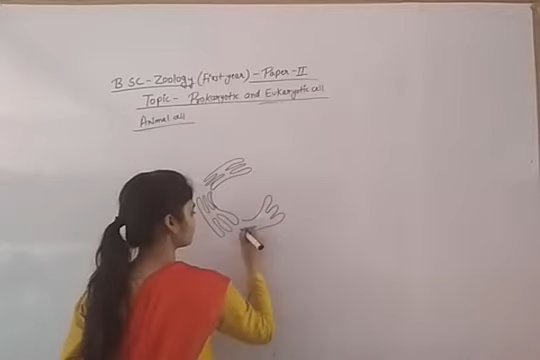 B SC - Zoology (first year) - Paper - II
Topic - Prokaryotic and Eukaryotic cell
Animal cell